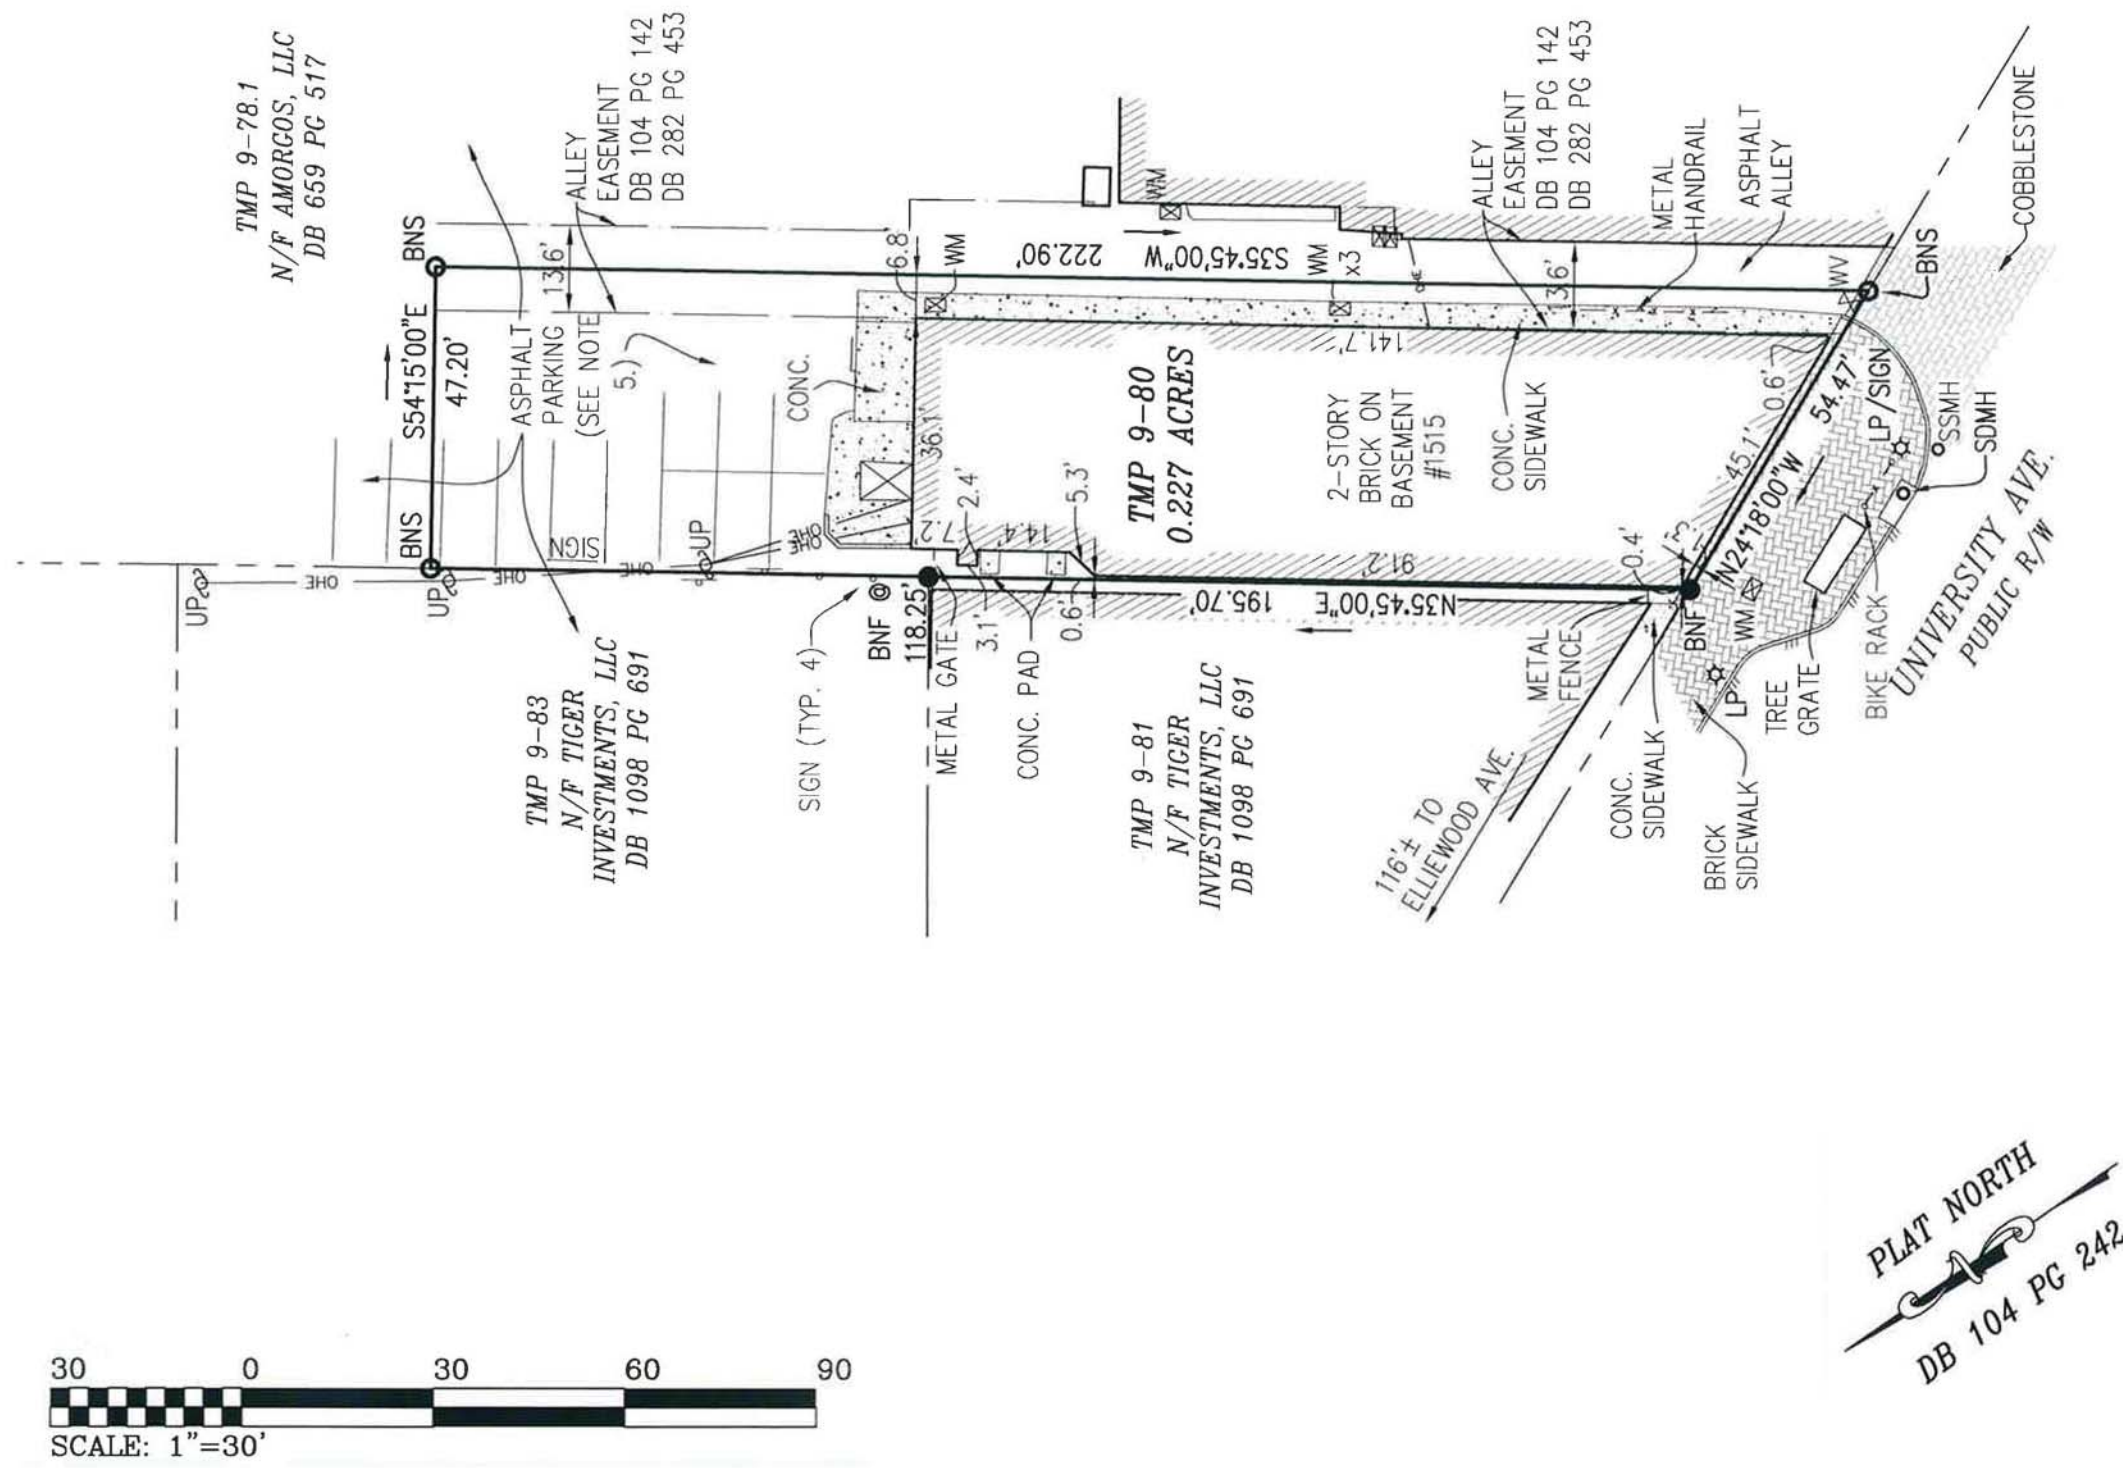 TMP 9-78.1
N/F AMORGOS, LLC
DB 659 PG 517
ALLEY
EASEMENT
DB 104 PG 142
DB 282 PG 453
BNS
S54°15'00"E
47.20'
BNS
13.6'
ASPHALT
PARKING
(SEE NOTE
5.)
CONC.
6.8'
WM
222.90'
S35°45'00"W
WM
WM
x3
OHE
ALLEY
EASEMENT
DB 104 PG 142
DB 282 PG 453
METAL
HANDRAIL
ASPHALT
ALLEY
13.6'
WV
BNS
COBBLESTONE
141.7'
TMP 9-80
0.227 ACRES
2-STORY
BRICK ON
BASEMENT
#1515
CONC.
SIDEWALK
0.6'
54.47'
45.1'
N24°18'00"W
LP/SIGN
SSMH
SDMH
UNIVERSITY AVE.
PUBLIC R/W
36.1'
7.2'
2.4'
14.4'
5.3'
91.2'
0.4'
SIGN
UP
OHE
OHE
UP
OHE
UP
OHE
OHE
BNF @
118.25'
SIGN (TYP. 4)
METAL GATE
3.1'
CONC. PAD
0.6'
195.70'
N35°45'00"E
METAL
FENCE
BNF
WM
LP
TREE
GRATE
BIKE RACK
TMP 9-83
N/F TIGER
INVESTMENTS, LLC
DB 1098 PG 691
TMP 9-81
N/F TIGER
INVESTMENTS, LLC
DB 1098 PG 691
116'± TO
ELLIEWOOD AVE.
CONC.
SIDEWALK
BRICK
SIDEWALK
PLAT NORTH
DB 104 PG 242
30 0 30 60 90
SCALE: 1"=30'